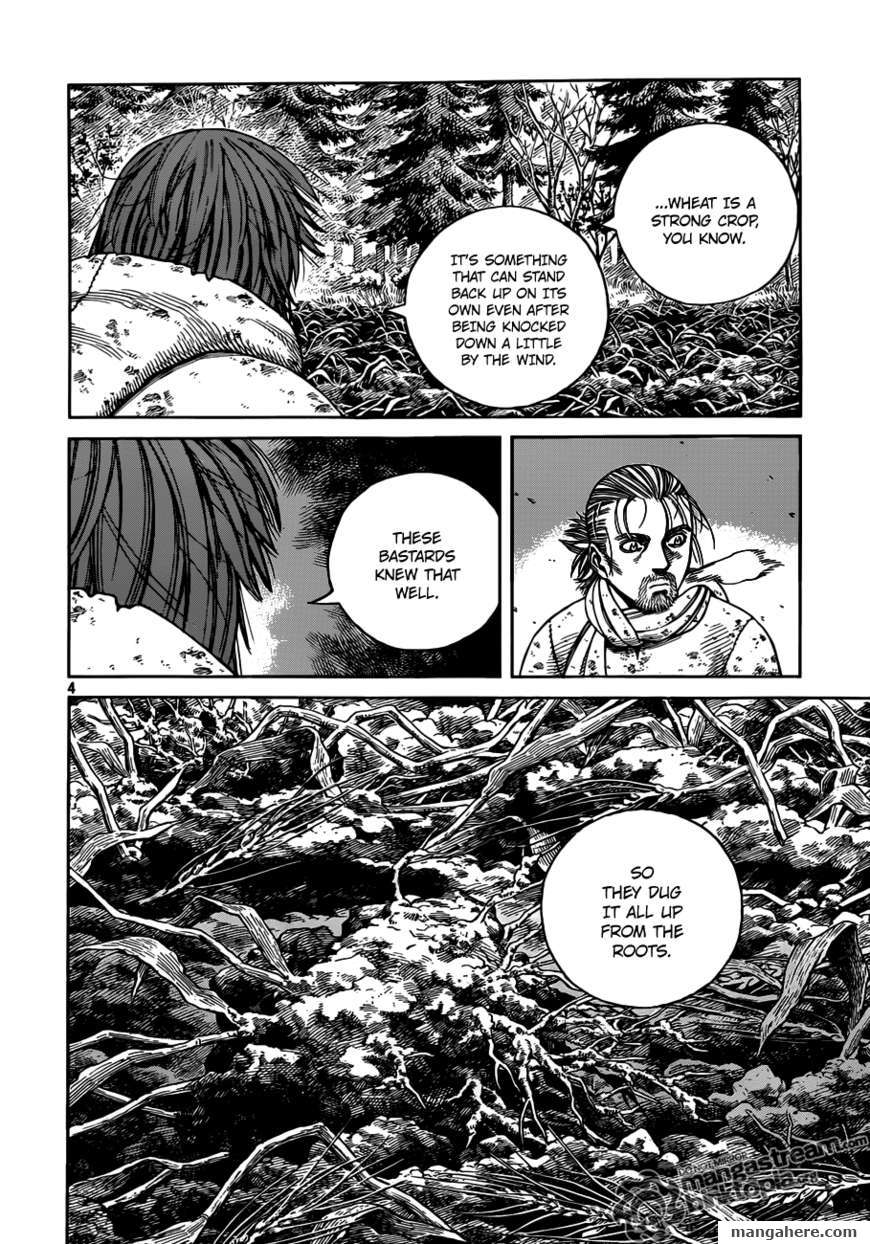 ...WHEAT IS A
STRONG CROP,
YOU KNOW.
IT'S SOMETHING
THAT CAN STAND
BACK UP ON ITS
OWN EVEN AFTER
BEING KNOCKED
DOWN A LITTLE
BY THE WIND.
THESE
BASTARDS
KNEW THAT
WELL.
4
SO
THEY DUG
IT ALL UP
FROM THE
ROOTS.
mangastream.com
mangahere.com